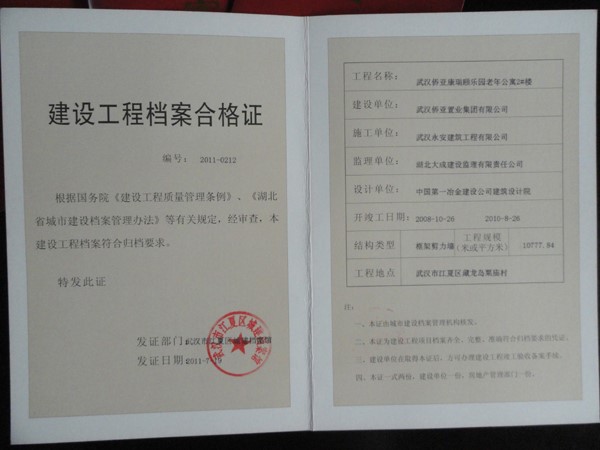 建设工程档案合格证
编号： 2011-0212
根据国务院《建设工程质量管理条例》、《湖北
省城市建设档案管理办法》等有关规定，经审查，本
建设工程档案符合归档要求。
特发此证
发证部门：武汉市江夏区城建档案馆
发证日期：2011-7
工程名称： 武汉侨亚康瑞颐乐园老年公寓2#楼
建设单位： 武汉侨亚置业集团有限公司
施工单位： 武汉永安建筑工程有限公司
监理单位： 湖北大成建设监理有限责任公司
设计单位： 中国第一冶金建设公司建筑设计院
开竣工日期： 2008-10-26 2010-8-26
结构类型 框架剪力墙 工程规模（米或平方米） 10777.84
工程地点 武汉市江夏区藏龙岛栗庙村
注：
一、本证由城市建设档案管理机构核发。
二、本证为建设工程项目档案齐全、完整、准确符合归档要求的凭证。
三、建设单位在取得本证后，方可办理建设工程竣工验收备案手续。
四、本证一式两份，建设单位一份，房地产管理部门一份。